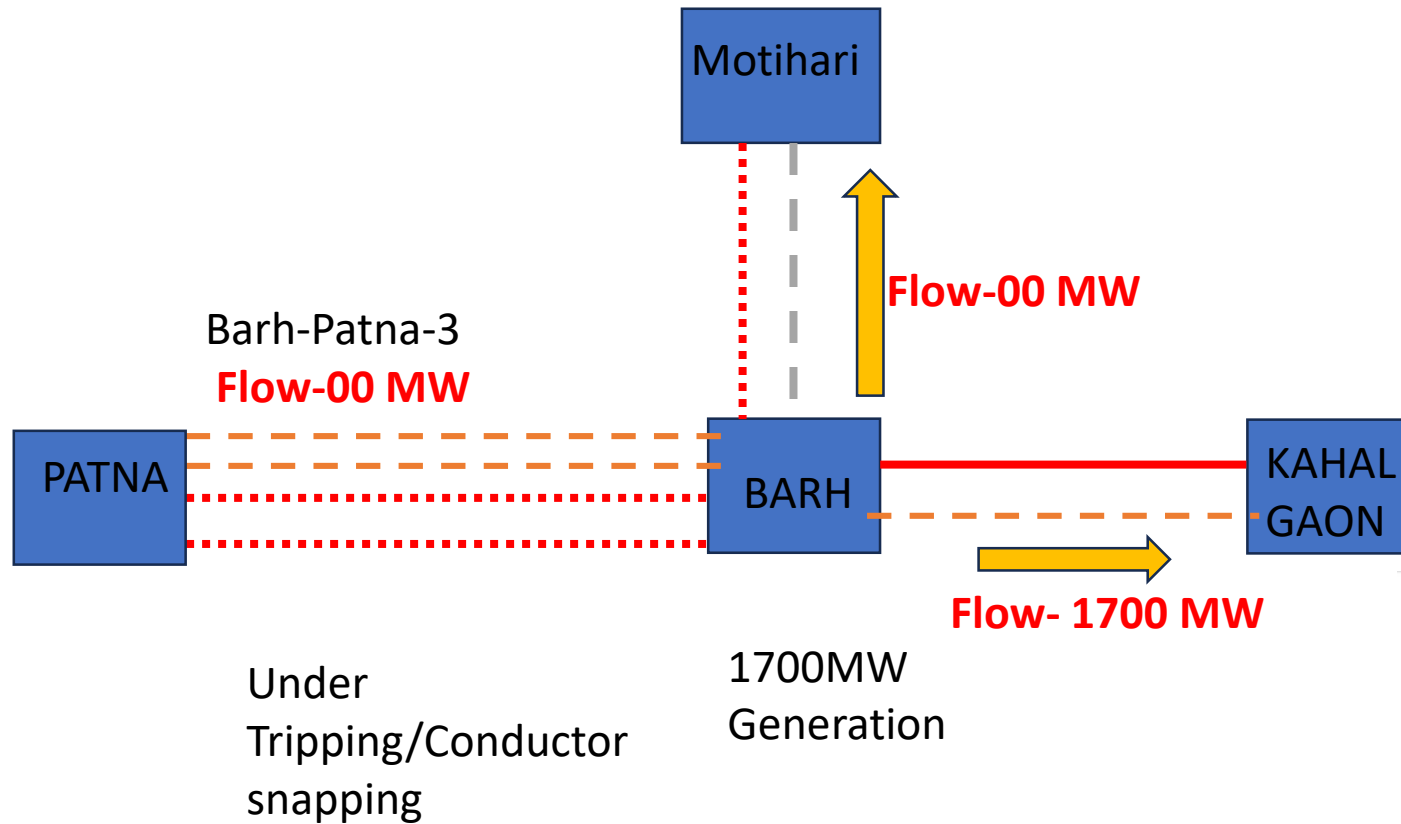 Motihari
Flow-00 MW
Barh-Patna-3
Flow-00 MW
PATNA
BARH
KAHAL
GAON
Flow- 1700 MW
Under
Tripping/Conductor
snapping
1700MW
Generation